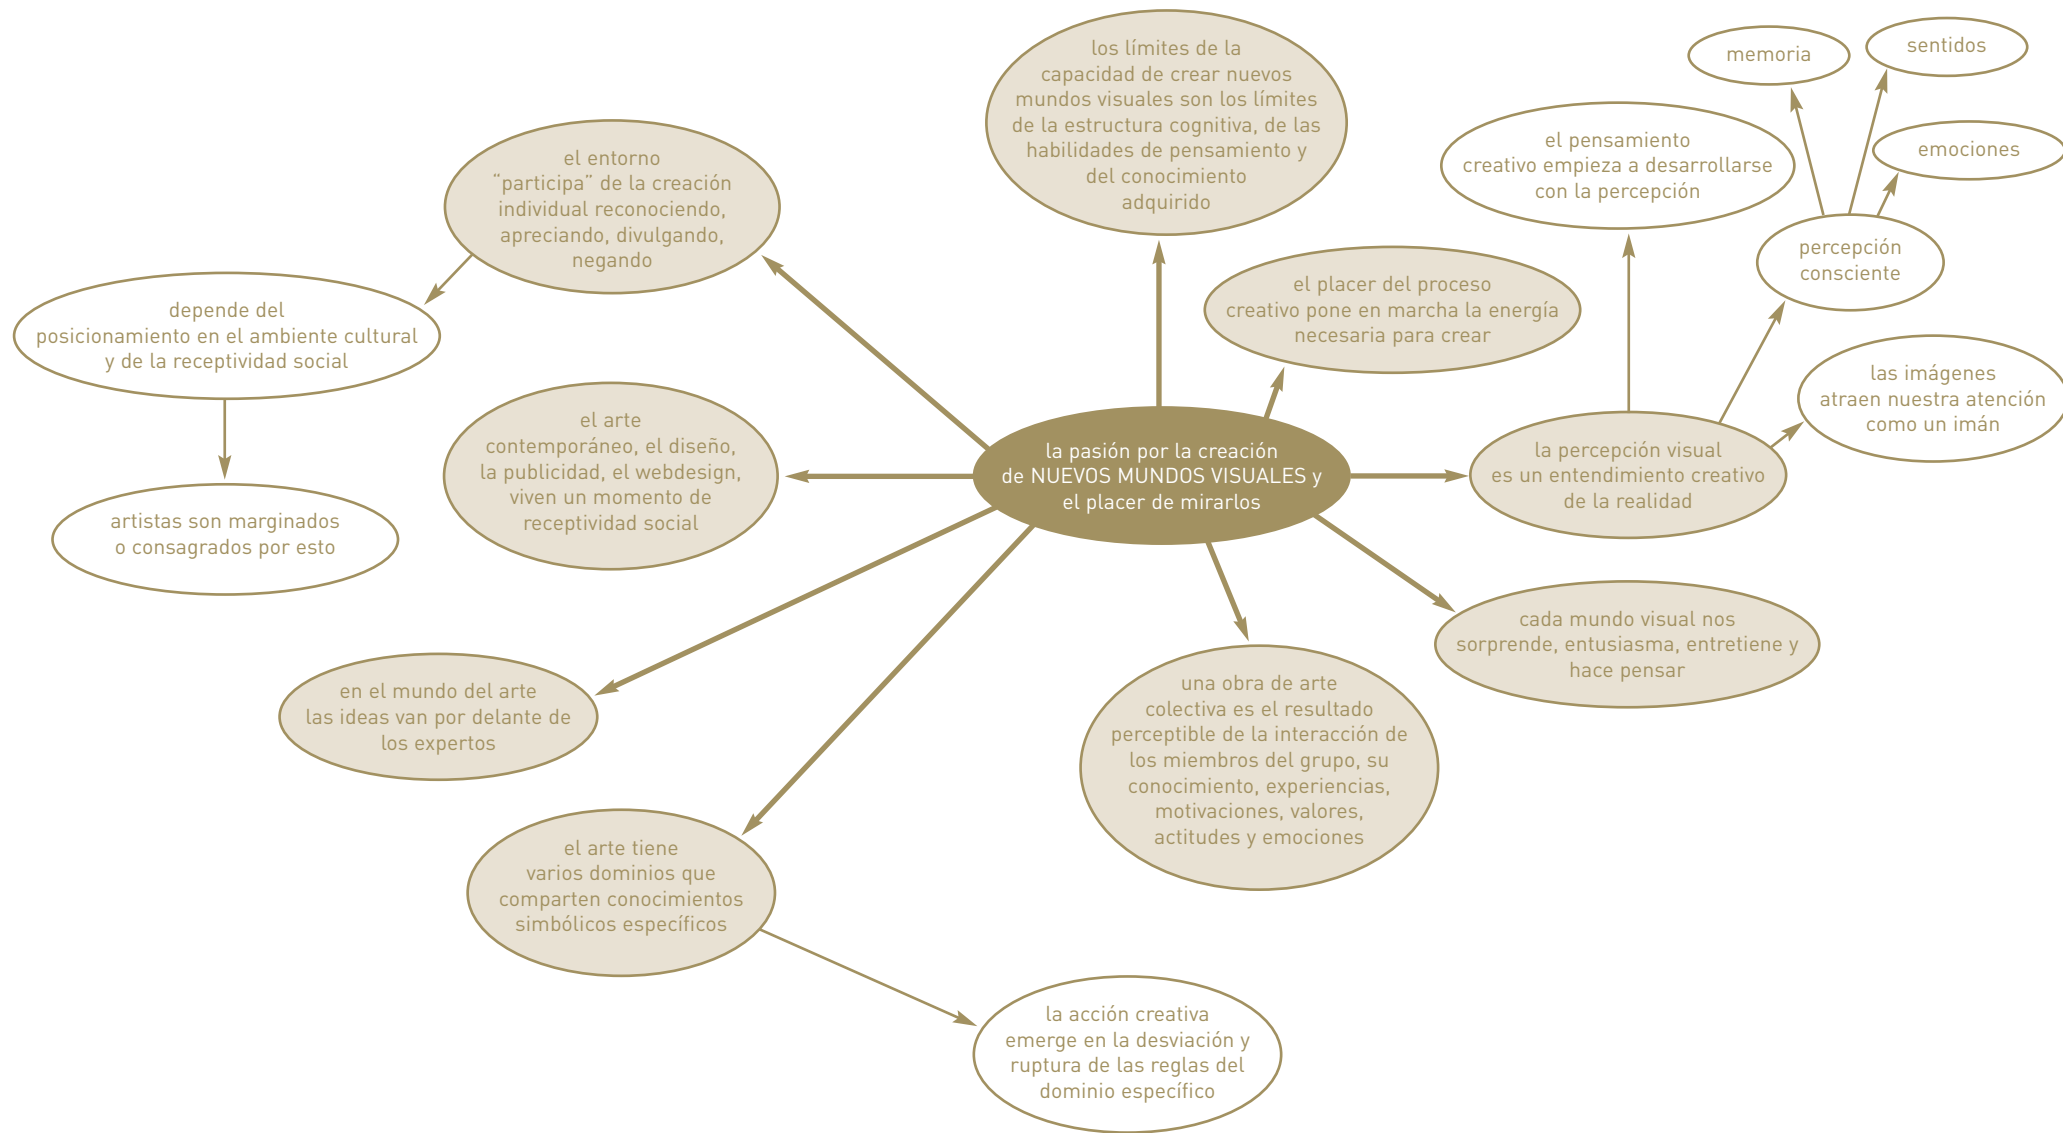 los límites de la
capacidad de crear nuevos
mundos visuales son los límites
de la estructura cognitiva, de las
habilidades de pensamiento y
del conocimiento
adquirido
memoria
sentidos
emociones
el pensamiento
creativo empieza a desarrollarse
con la percepción
percepción
consciente
el entorno
“participa” de la creación
individual reconociendo,
apreciando, divulgando,
negando
el placer del proceso
creativo pone en marcha la energía
necesaria para crear
depende del
posicionamiento en el ambiente cultural
y de la receptividad social
las imágenes
atraen nuestra atención
como un imán
el arte
contemporáneo, el diseño,
la publicidad, el webdesign,
viven un momento de
receptividad social
la pasión por la creación
de NUEVOS MUNDOS VISUALES y
el placer de mirarlos
la percepción visual
es un entendimiento creativo
de la realidad
artistas son marginados
o consagrados por esto
cada mundo visual nos
sorprende, entusiasma, entretiene y
hace pensar
en el mundo del arte
las ideas van por delante de
los expertos
una obra de arte
colectiva es el resultado
perceptible de la interacción de
los miembros del grupo, su
conocimiento, experiencias,
motivaciones, valores,
actitudes y emociones
el arte tiene
varios dominios que
comparten conocimientos
simbólicos específicos
la acción creativa
emerge en la desviación y
ruptura de las reglas del
dominio específico